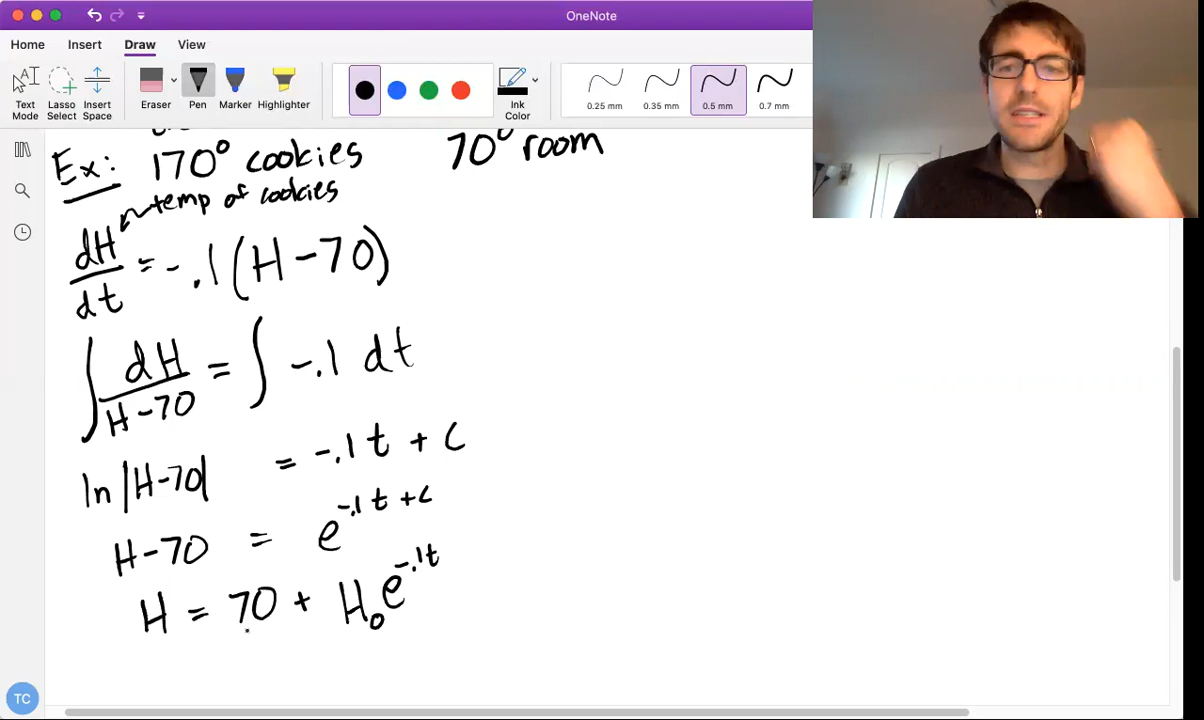 OneNote
Home Insert Draw View
Text Mode Lasso Select Insert Space Eraser Pen Marker Highlighter Ink Color 0.25 mm 0.35 mm 0.5 mm 0.7 mm
Ex: 170° cookies 70° room
temp of cookies
dH/dt = -.1(H-70)
∫ dH/(H-70) = ∫ -.1 dt
ln|H-70| = -.1t + C
H-70 = e^(-.1t+C)
H = 70 + H₀e^(-.1t)
TC